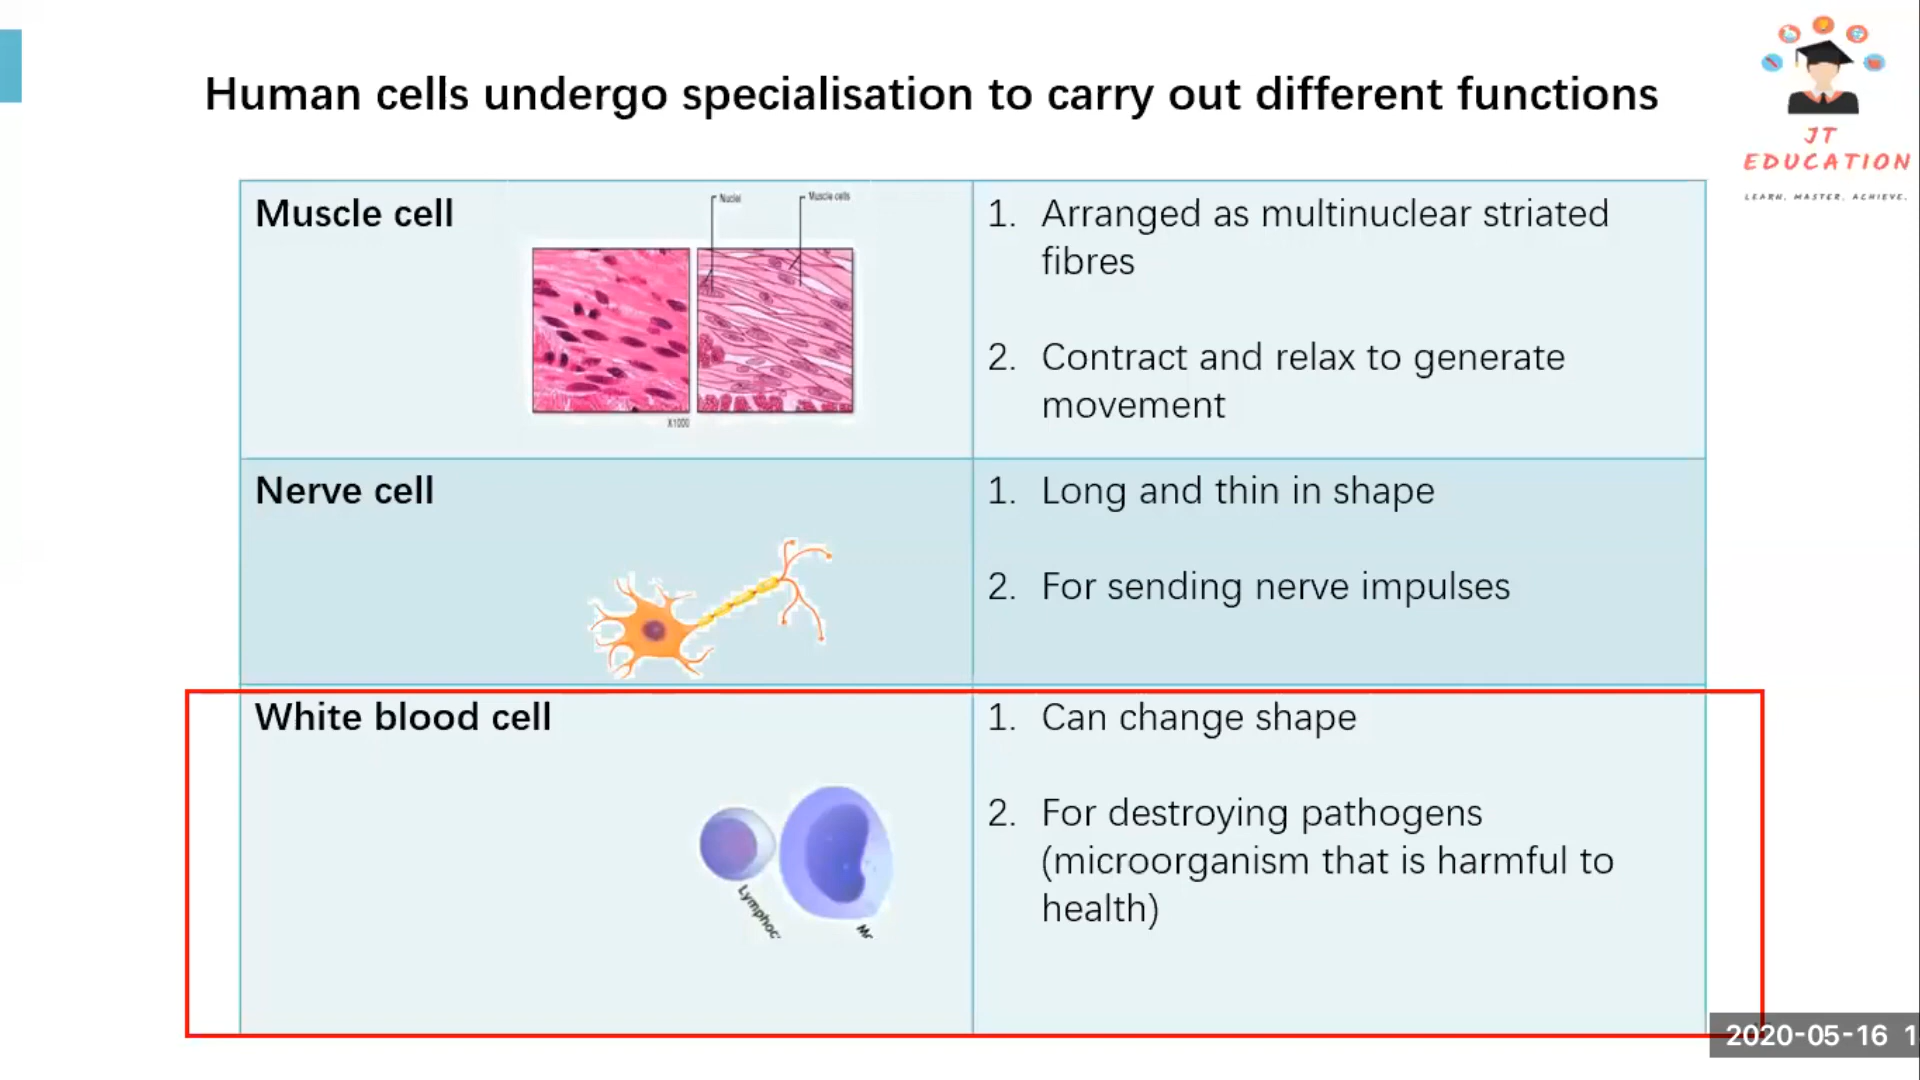 Human cells undergo specialisation to carry out different functions
JT
EDUCATION
LEARN. MASTER. ACHIEVE.
Muscle cell
Nuclei
Muscle cells
X1000
1. Arranged as multinuclear striated
fibres
2. Contract and relax to generate
movement
Nerve cell
1. Long and thin in shape
2. For sending nerve impulses
White blood cell
Lymphoc
1. Can change shape
2. For destroying pathogens
(microorganism that is harmful to
health)
2020-05-16 1